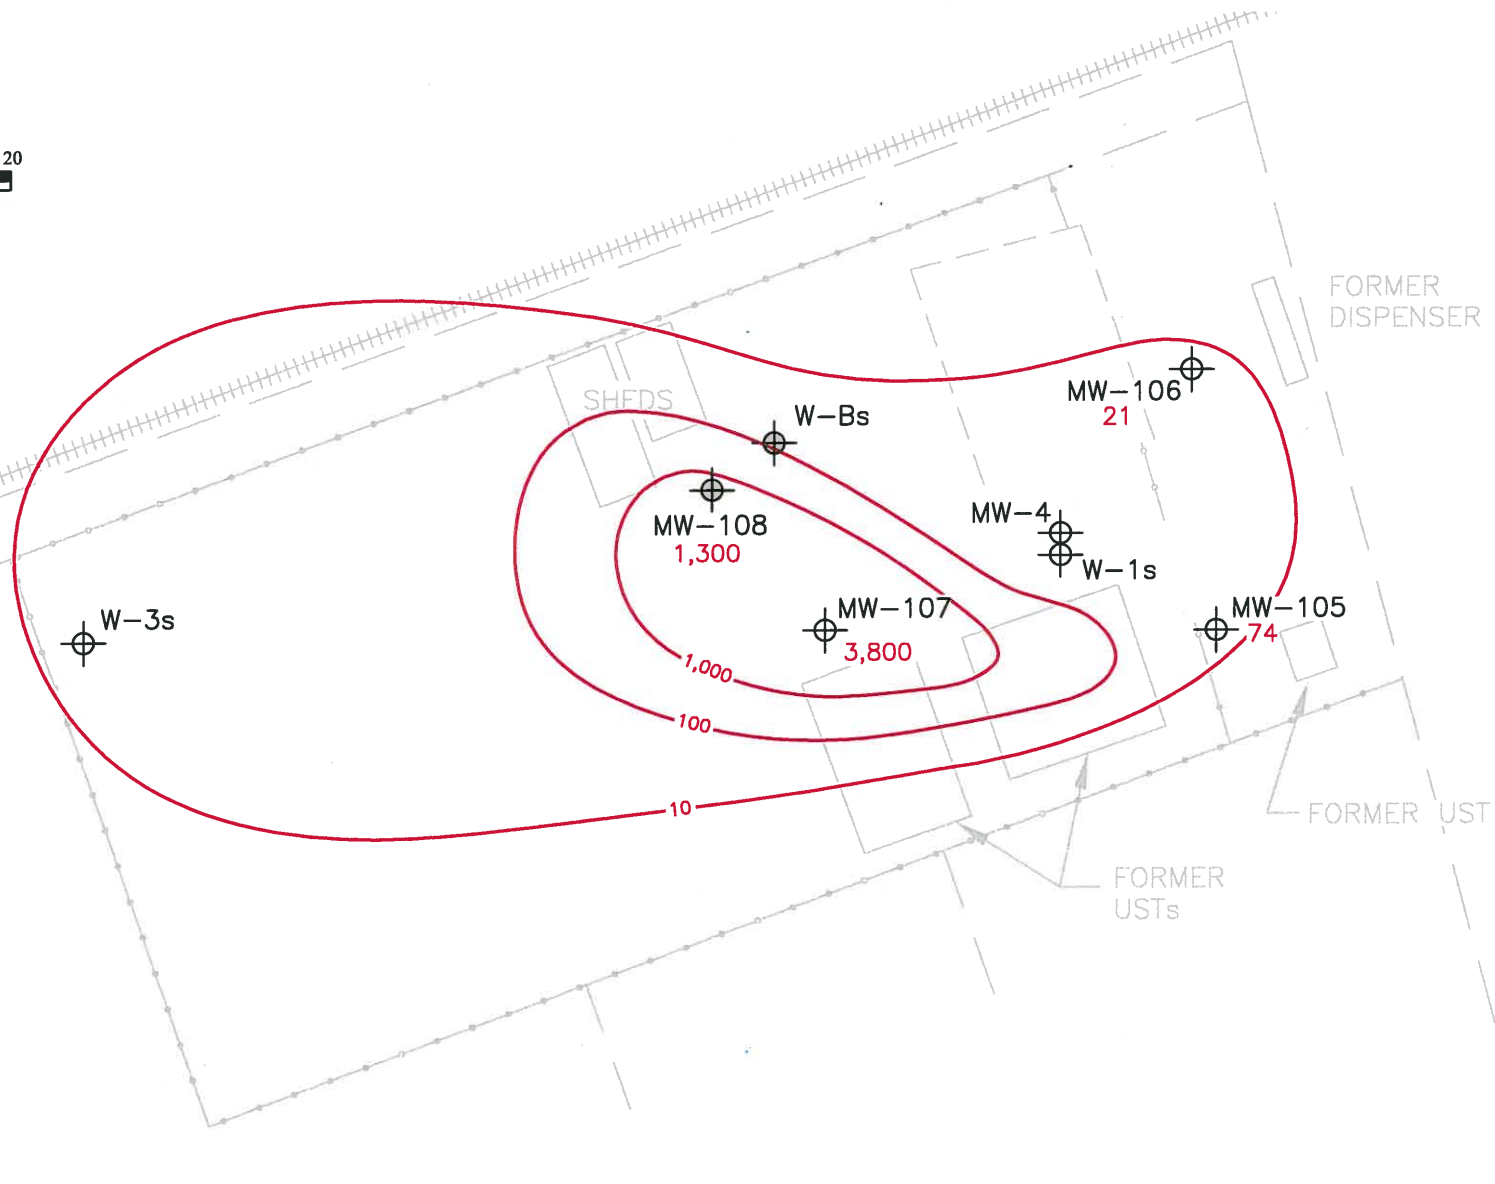 20
FORMER
DISPENSER
MW-106
21
SHEDS
W-Bs
MW-4
MW-108
1,300
W-1s
W-3s
MW-107
3,800
MW-105
74
1,000
100
10
FORMER UST
FORMER
USTs